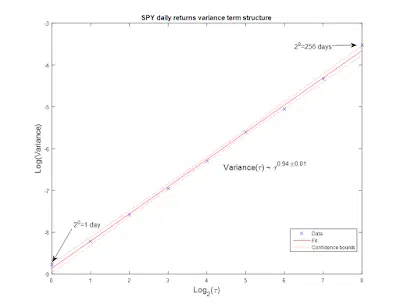 SPY daily returns variance term structure
-3
2^8=256 days
-4
-5
Log(Variance)
-6
Variance(τ) ~ τ^0.94±0.01
-7
-8
2^0=1 day
Data
Fit
Confidence bounds
-9
0 1 2 3 4 5 6 7 8
Log_2(τ)